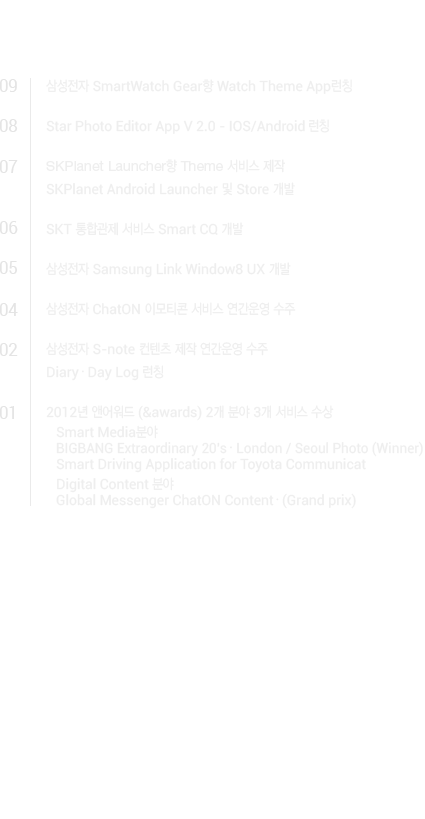 09 삼성전자 SmartWatch Gear향 Watch Theme App런칭
08 Star Photo Editor App V 2.0 - IOS/Android 런칭
07 SKPlanet Launcher향 Theme 서비스 제작
SKPlanet Android Launcher 및 Store 개발
06 SKT 통합관제 서비스 Smart CQ 개발
05 삼성전자 Samsung Link Window8 UX 개발
04 삼성전자 ChatON 이모티콘 서비스 연간운영 수주
02 삼성전자 S-note 컨텐츠 제작 연간운영 수주
Diary · Day Log 런칭
01 2012년 앤어워드 (&awards) 2개 분야 3개 서비스 수상
Smart Media분야
BIGBANG Extraordinary 20's · London / Seoul Photo (Winner)
Smart Driving Application for Toyota Communicat
Digital Content 분야
Global Messenger ChatON Content · (Grand prix)